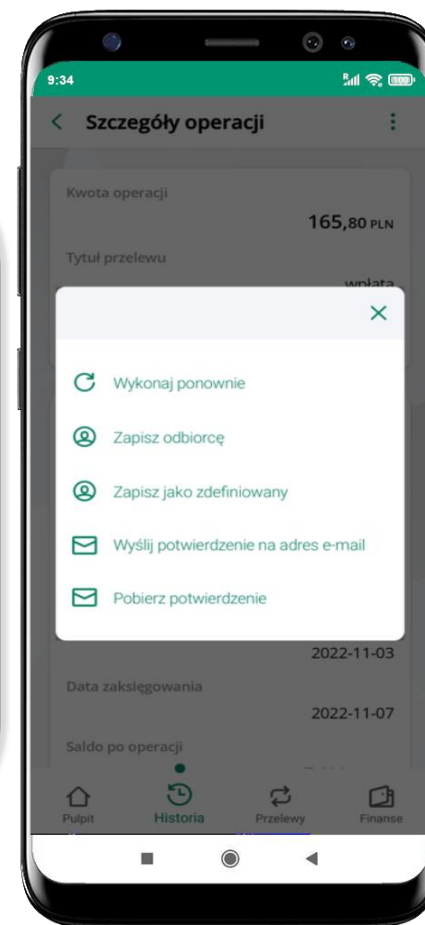 9:34
100
Szczegóły operacji
Kwota operacji
165,80 PLN
Tytuł przelewu
wpłata
Wykonaj ponownie
Zapisz odbiorcę
Zapisz jako zdefiniowany
Wyślij potwierdzenie na adres e-mail
Pobierz potwierdzenie
2022-11-03
Data zaksięgowania
2022-11-07
Saldo po operacji
Pulpit
Historia
Przelewy
Finanse